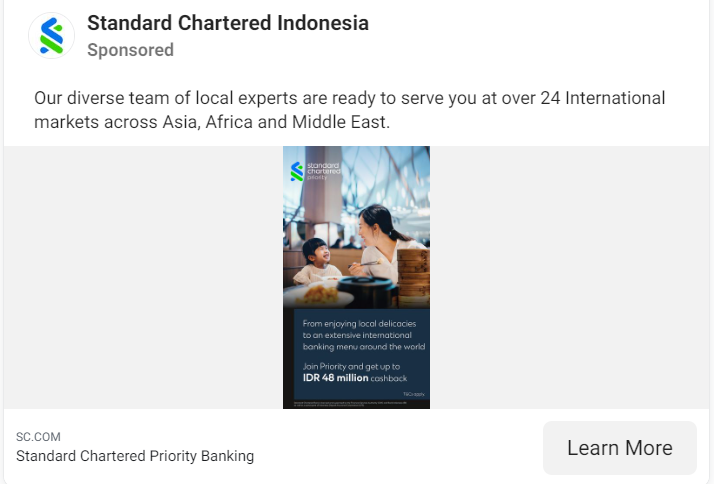 Standard Chartered Indonesia
Sponsored
Our diverse team of local experts are ready to serve you at over 24 International
markets across Asia, Africa and Middle East.
standard
chartered
priority
From enjoying local delicacies
to an extensive international
banking menu around the world
Join Priority and get up to
IDR 48 million cashback
T&Cs apply
SC.COM
Standard Chartered Priority Banking
Learn More